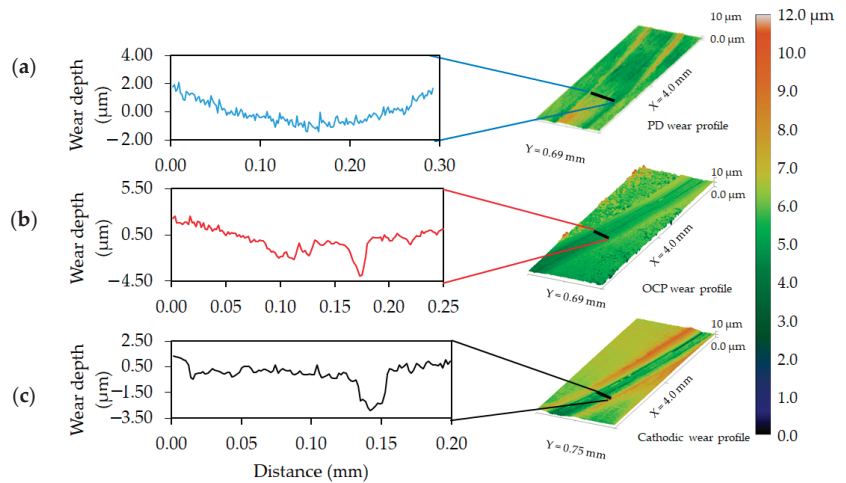 (a)
Wear depth
(μm)
4.00
2.00
0.00
−2.00
0.00
0.10
0.20
0.30
10 μm
0.0 μm
X = 4.0 mm
Y = 0.69 mm
PD wear profile
(b)
Wear depth
(μm)
5.50
0.50
−4.50
0.00
0.05
0.10
0.15
0.20
0.25
10 μm
0.0 μm
X = 4.0 mm
Y = 0.69 mm
OCP wear profile
(c)
Wear depth
(μm)
2.50
0.50
−1.50
−3.50
0.00
0.05
0.10
0.15
0.20
Distance (mm)
10 μm
0.0 μm
X = 4.0 mm
Y = 0.75 mm
Cathodic wear profile
12.0 μm
10.0
9.0
8.0
7.0
6.0
5.0
4.0
3.0
2.0
1.0
0.0